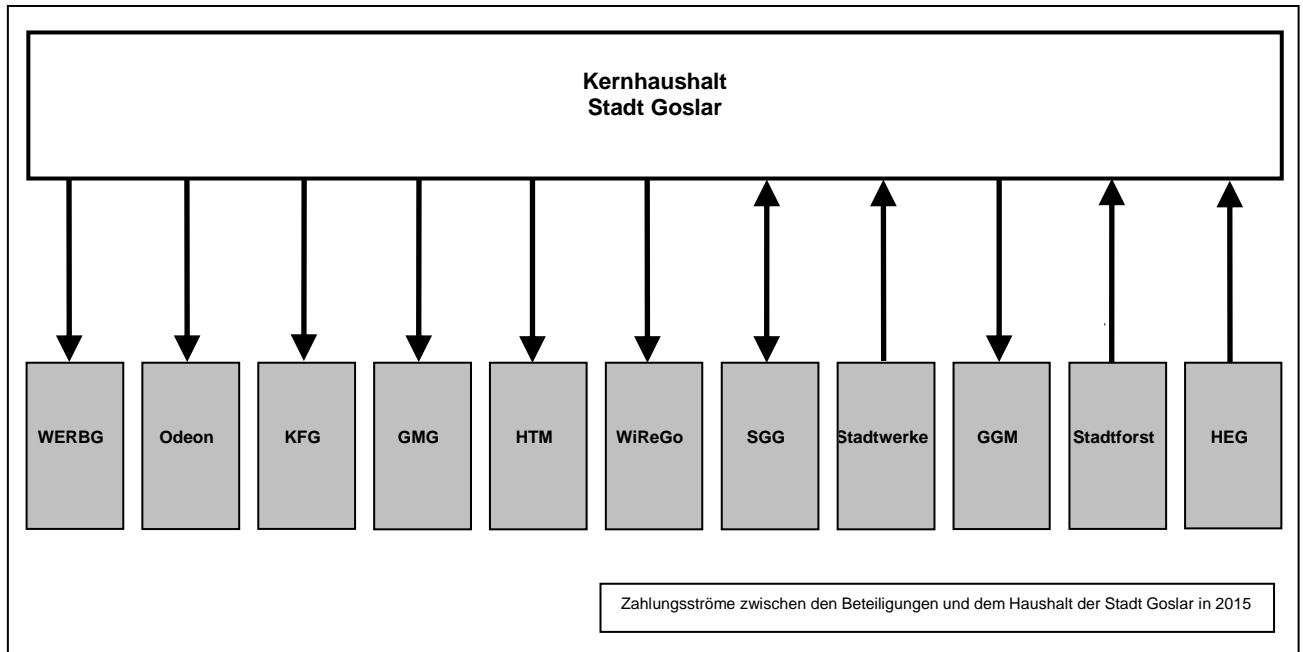 Kernhaushalt
Stadt Goslar
WERBG
Odeon
KFG
GMG
HTM
WiReGo
SGG
Stadtwerke
GGM
Stadtforst
HEG
Zahlungsströme zwischen den Beteiligungen und dem Haushalt der Stadt Goslar in 2015